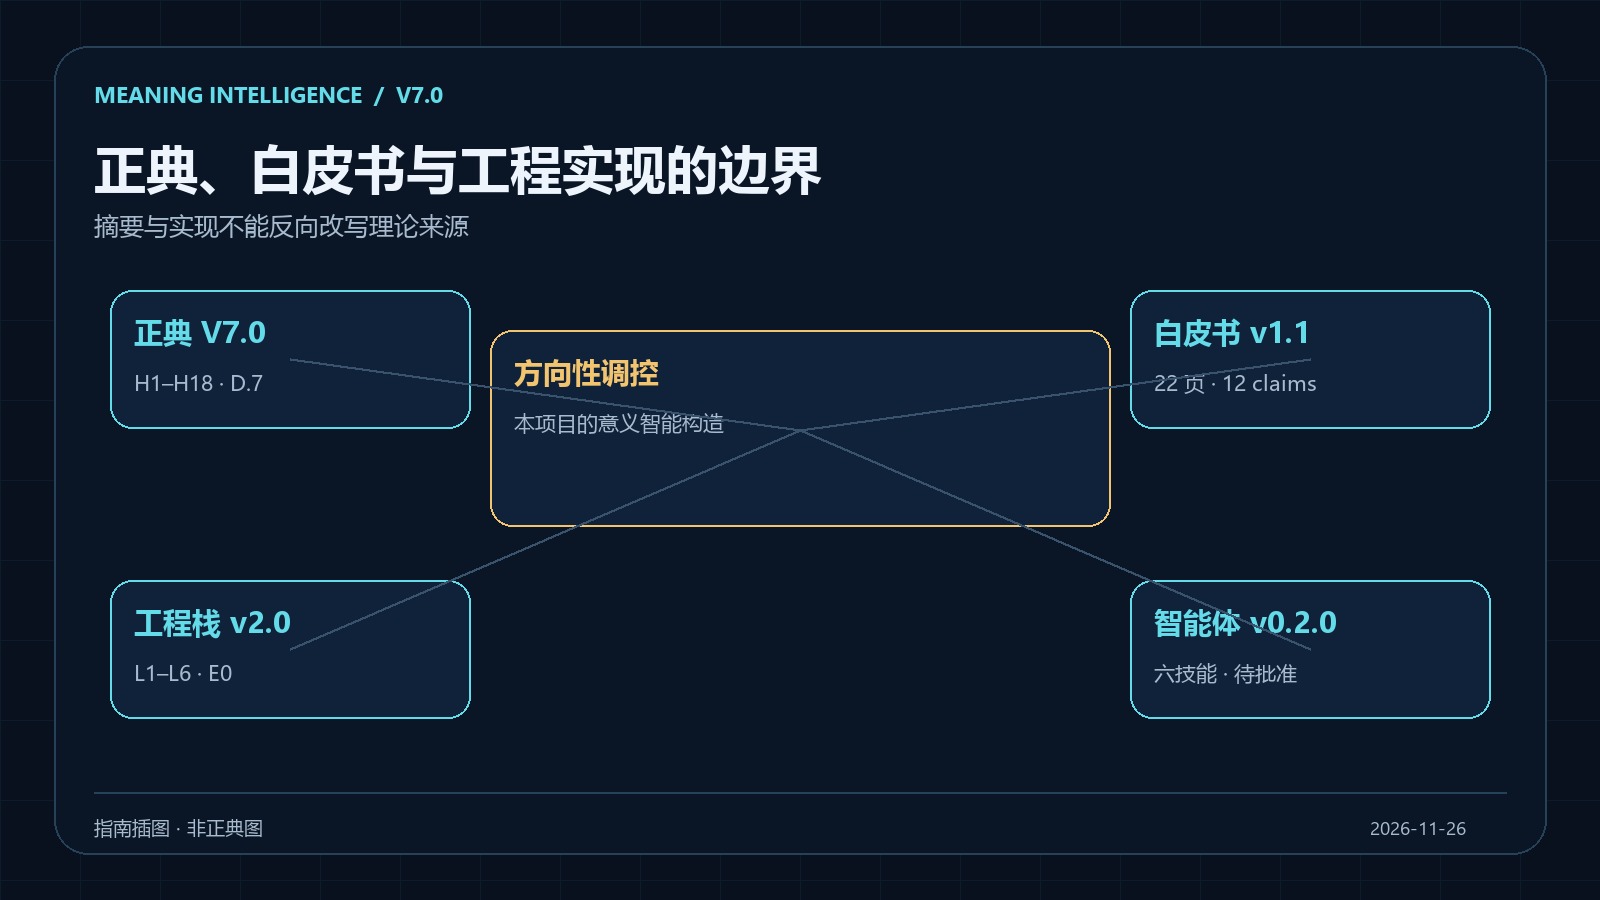 MEANING INTELLIGENCE / V7.0
正典、白皮书与工程实现的边界
摘要与实现不能反向改写理论来源
正典 V7.0
H1–H18 · D.7
方向性调控
本项目的意义智能构造
白皮书 v1.1
22 页 · 12 claims
工程栈 v2.0
L1–L6 · E0
智能体 v0.2.0
六技能 · 待批准
指南插图 · 非正典图
2026-11-26